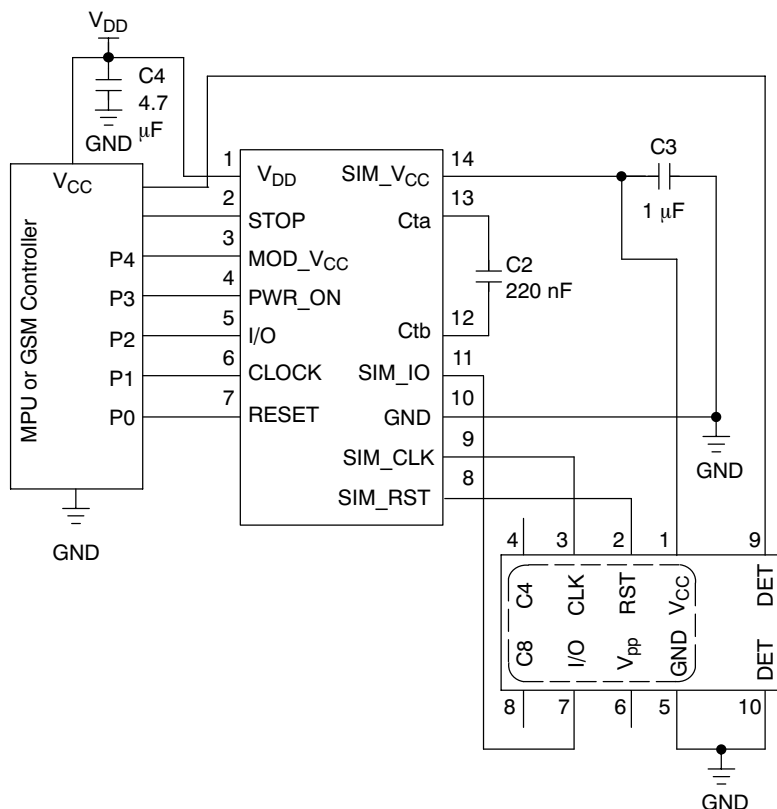 VDD
C4
4.7
µF
GND
VCC
MPU or GSM Controller
P4
P3
P2
P1
P0
GND
1
2
3
4
5
6
7
VDD
STOP
MOD_VCC
PWR_ON
I/O
CLOCK
RESET
SIM_VCC
Cta
Ctb
SIM_IO
GND
SIM_CLK
SIM_RST
14
13
12
11
10
9
8
C3
1 µF
C2
220 nF
GND
4
3
2
1
9
C4
CLK
RST
VCC
DET
C8
I/O
Vpp
GND
DET
8
7
6
5
10
GND